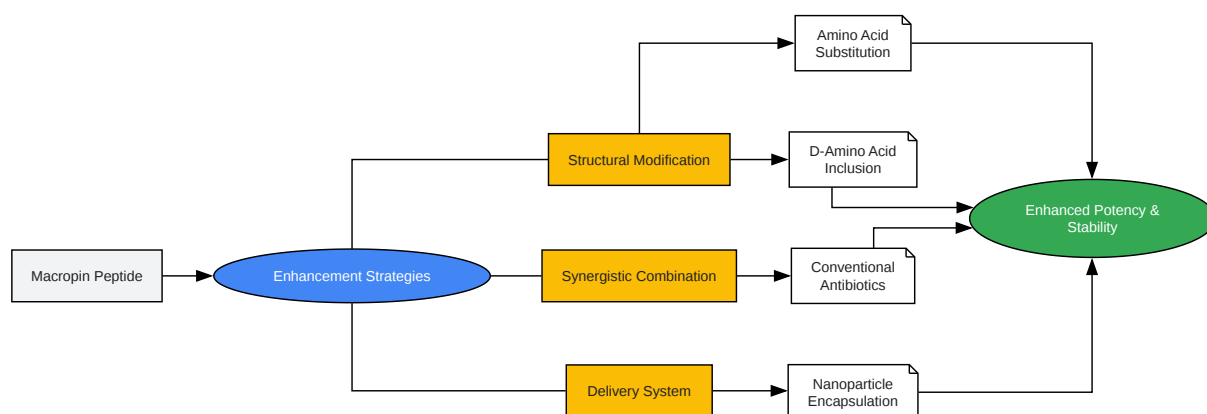 Amino Acid
Substitution
Structural Modification
D-Amino Acid
Inclusion
Enhanced Potency &
Stability
Macropin Peptide
Enhancement Strategies
Synergistic Combination
Conventional
Antibiotics
Delivery System
Nanoparticle
Encapsulation